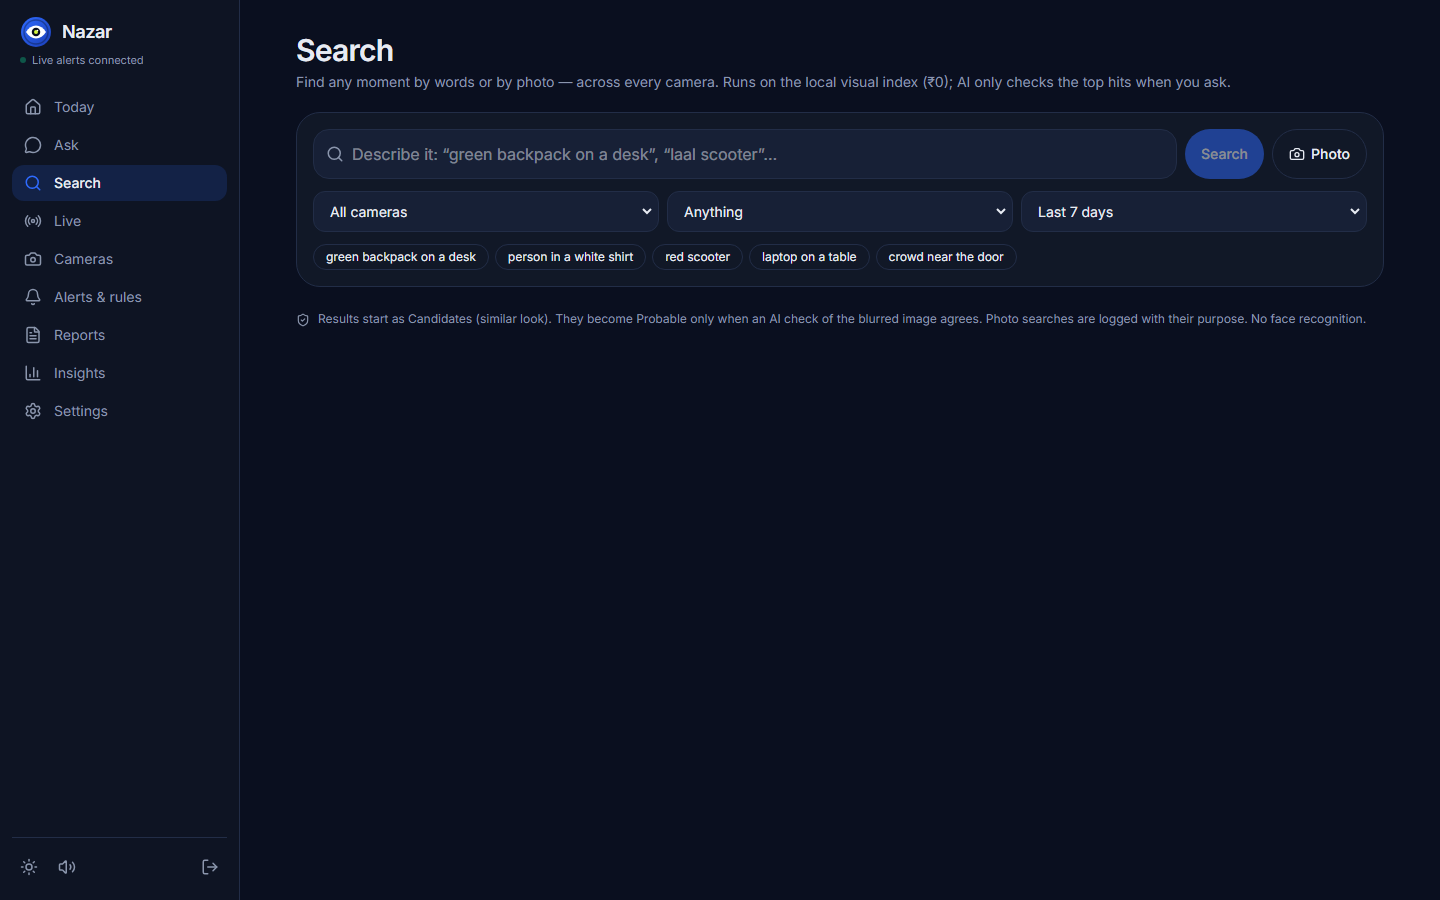 Nazar
Live alerts connected
Today
Ask
Search
Live
Cameras
Alerts & rules
Reports
Insights
Settings
Search
Find any moment by words or by photo — across every camera. Runs on the local visual index (₹0); AI only checks the top hits when you ask.
Describe it: “green backpack on a desk”, “laal scooter”…
Search
Photo
All cameras
Anything
Last 7 days
green backpack on a desk
person in a white shirt
red scooter
laptop on a table
crowd near the door
Results start as Candidates (similar look). They become Probable only when an AI check of the blurred image agrees. Photo searches are logged with their purpose. No face recognition.